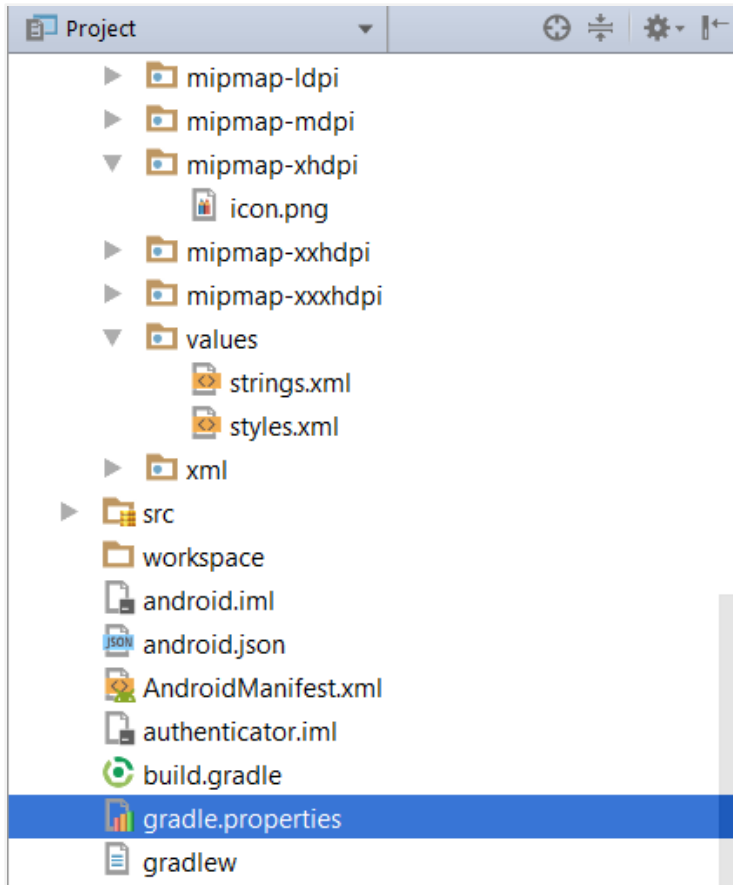 Project
mipmap-ldpi
mipmap-mdpi
mipmap-xhdpi
icon.png
mipmap-xxhdpi
mipmap-xxxhdpi
values
strings.xml
styles.xml
xml
src
workspace
android.iml
JSON android.json
AndroidManifest.xml
authenticator.iml
build.gradle
gradle.properties
gradlew